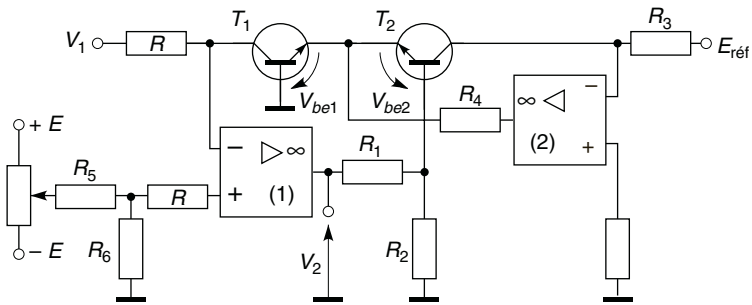 T1
T2
R3
V1
R
Eréf
Vbe1
Vbe2
R4
∞
−
(2)
+
+ E
R5
R
−
∞
+
(1)
R1
− E
R6
V2
R2